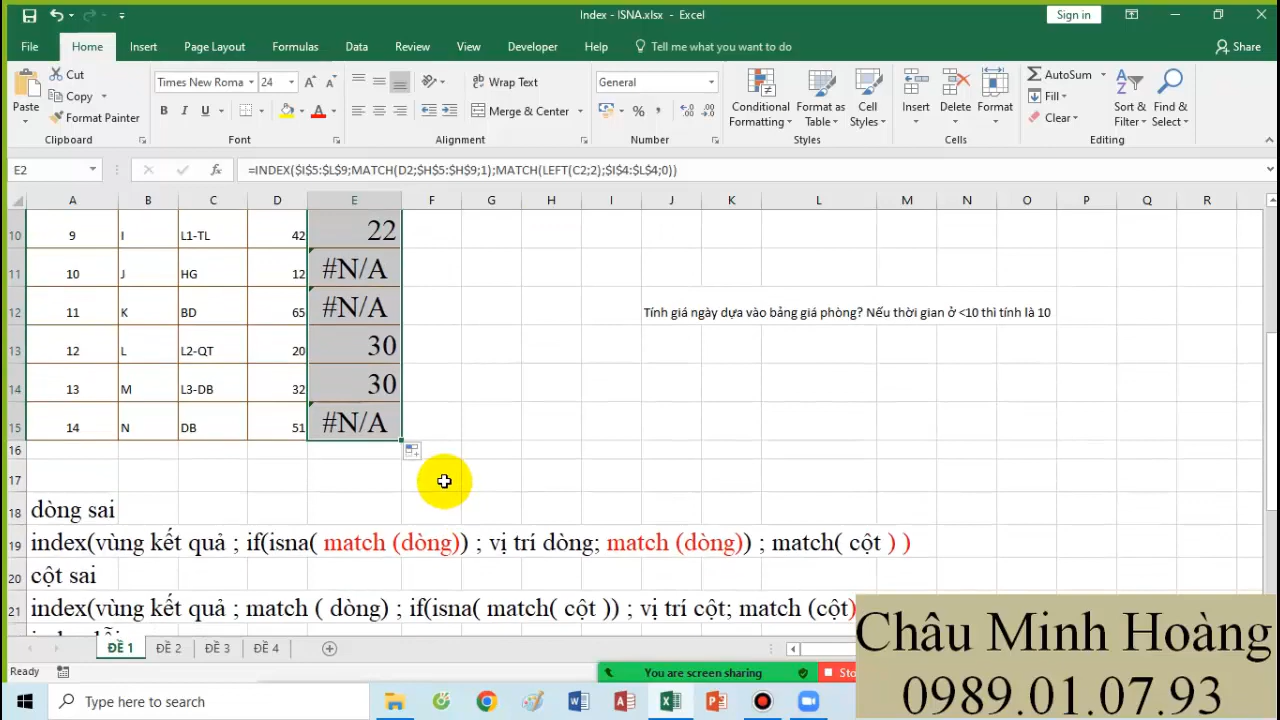 Index - ISNA.xlsx - Excel
Sign in
File Home Insert Page Layout Formulas Data Review View Developer Help Tell me what you want to do Share
Paste
Cut
Copy
Format Painter
Clipboard
Times New Roma 24
B I U
Font
Wrap Text
Merge & Center
Alignment
General
Number
Conditional Formatting
Format as Table
Cell Styles
Styles
Insert Delete Format
Cells
AutoSum
Fill
Clear
Sort & Filter
Find & Select
Editing
E2 fx =INDEX($I$5:$L$9;MATCH(D2;$H$5:$H$9;1);MATCH(LEFT(C2;2);$I$4:$L$4;0))
A B C D E F G H I J K L M N O P Q R
10 9 I L1-TL 42 22
11 10 J HG 12 #N/A
12 11 K BD 65 #N/A Tính giá ngày dựa vào bảng giá phòng? Nếu thời gian ở <10 thì tính là 10
13 12 L L2-QT 20 30
14 13 M L3-DB 32 30
15 14 N DB 51 #N/A
16
17
18 dòng sai
19 index(vùng kết quả ; if(isna( match (dòng)) ; vị trí dòng; match (dòng)) ; match( cột ) )
20 cột sai
21 index(vùng kết quả ; match ( dòng) ; if(isna( match( cột )) ; vị trí cột; match (cột)
Châu Minh Hoàng
0989.01.07.93
ĐỀ 1 ĐỀ 2 ĐỀ 3 ĐỀ 4
Ready
You are screen sharing
Type here to search